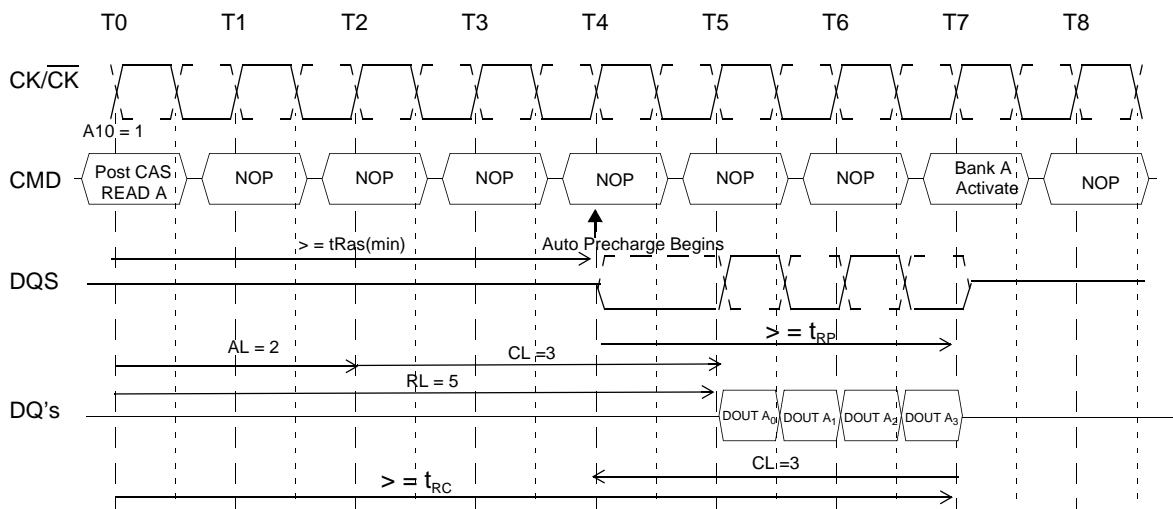 T0 T1 T2 T3 T4 T5 T6 T7 T8
CK/CK
A10 = 1
CMD
Post CAS
READ A
NOP NOP NOP NOP NOP NOP
Bank A
Activate
NOP
> = tRas(min)
Auto Precharge Begins
DQS
> = tRP
AL = 2
CL =3
RL = 5
DQ's
DOUT A0 DOUT A1 DOUT A2 DOUT A3
CL =3
> = tRC